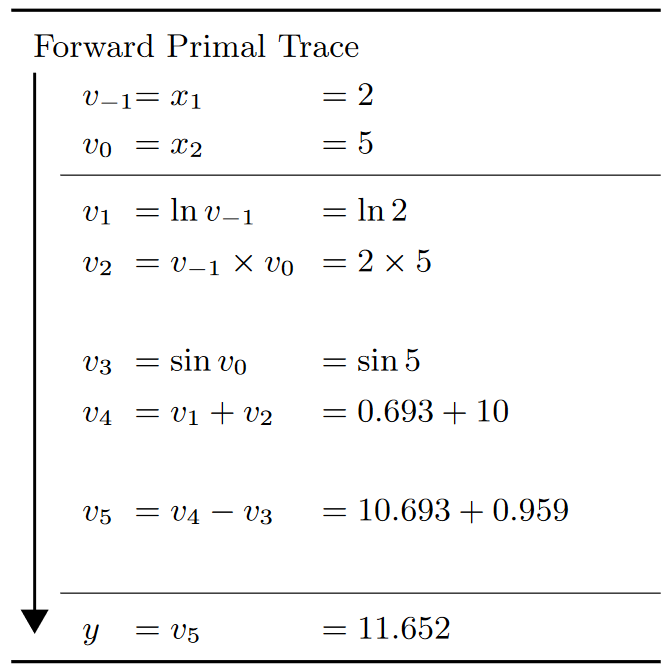 Forward Primal Trace
v₋₁ = x₁ = 2
v₀ = x₂ = 5
v₁ = ln v₋₁ = ln 2
v₂ = v₋₁ × v₀ = 2 × 5
v₃ = sin v₀ = sin 5
v₄ = v₁ + v₂ = 0.693 + 10
v₅ = v₄ − v₃ = 10.693 + 0.959
y = v₅ = 11.652